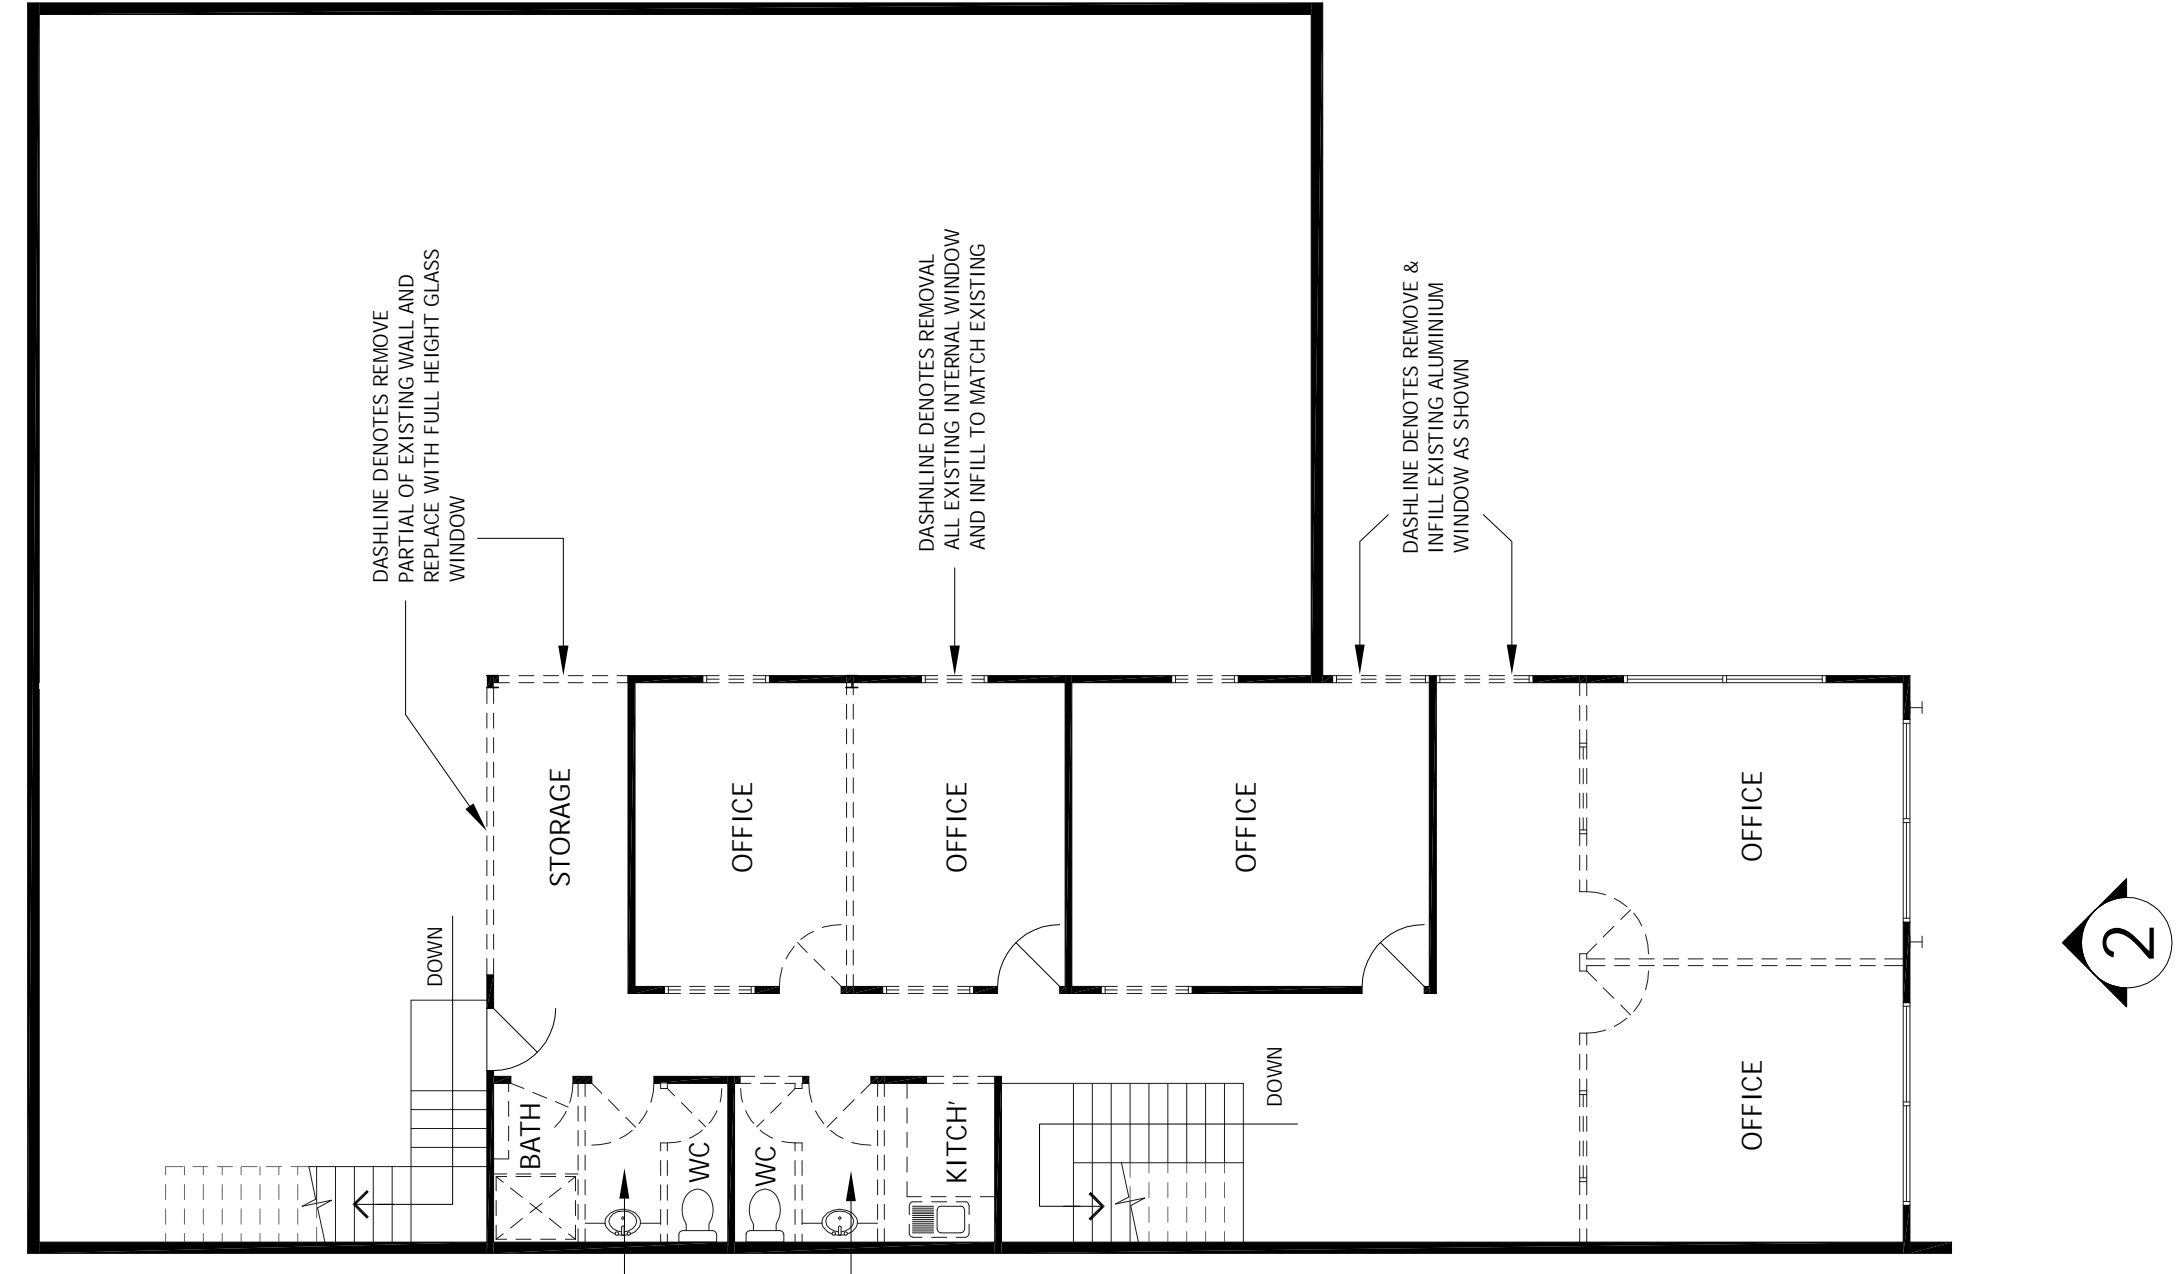 DASHLINE DENOTES REMOVE
PARTIAL OF EXISTING WALL AND
REPLACE WITH FULL HEIGHT GLASS
WINDOW
DASHNLINE DENOTES REMOVAL
ALL EXISTING INTERNAL WINDOW
AND INFILL TO MATCH EXISTING
DASHLINE DENOTES REMOVE &
INFILL EXISTING ALUMINIUM
WINDOW AS SHOWN
STORAGE
OFFICE
OFFICE
OFFICE
OFFICE
DOWN
2
DOWN
BATH
WC
WC
KITCH'
OFFICE